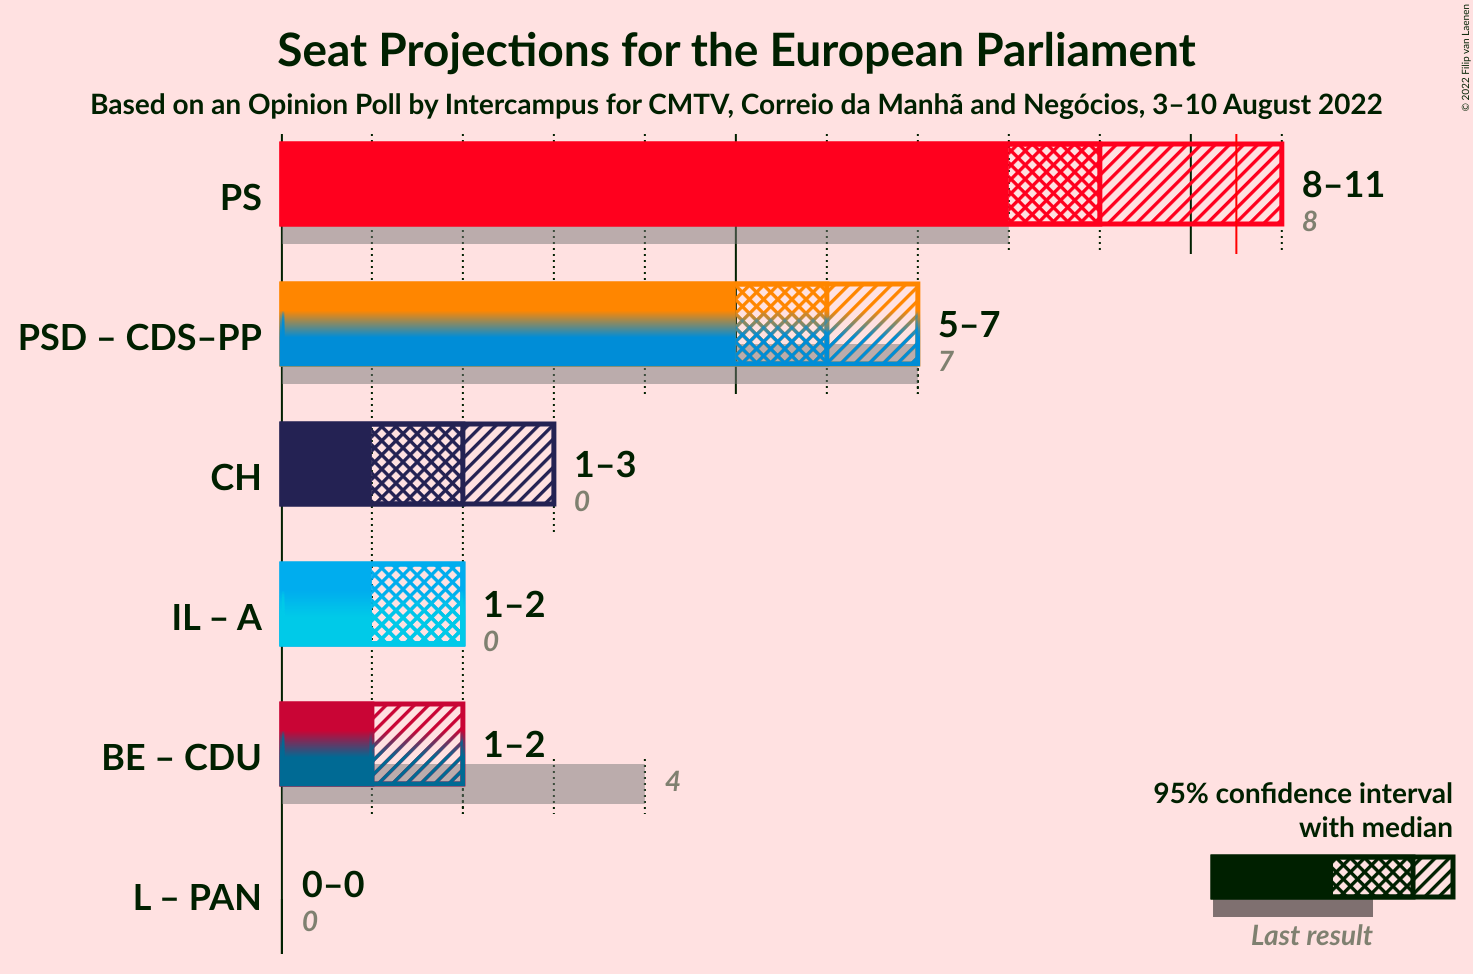 Seat Projections for the European Parliament
Based on an Opinion Poll by Intercampus for CMTV, Correio da Manhã and Negócios, 3–10 August 2022
© 2022 Filip van Laenen
PS
8–11
8
PSD – CDS–PP
5–7
7
CH
1–3
0
IL – A
1–2
0
BE – CDU
1–2
4
L – PAN
0–0
0
95% confidence interval
with median
Last result